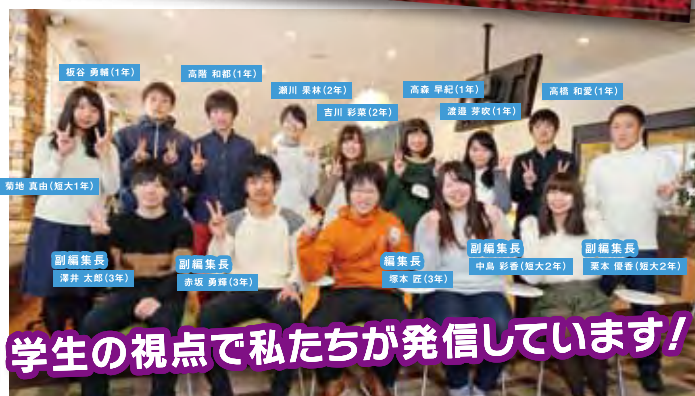 板谷 勇輔(1年)
高階 和都(1年)
瀬川 果林(2年)
吉川 彩菜(2年)
高森 早紀(1年)
渡邉 芽吹(1年)
高橋 和愛(1年)
菊地 真由(短大1年)
副編集長
澤井 太郎(3年)
副編集長
赤坂 勇輝(3年)
編集長
塚本 匠(3年)
副編集長
中島 彩香(短大2年)
副編集長
栗本 優香(短大2年)
学生の視点で私たちが発信しています!